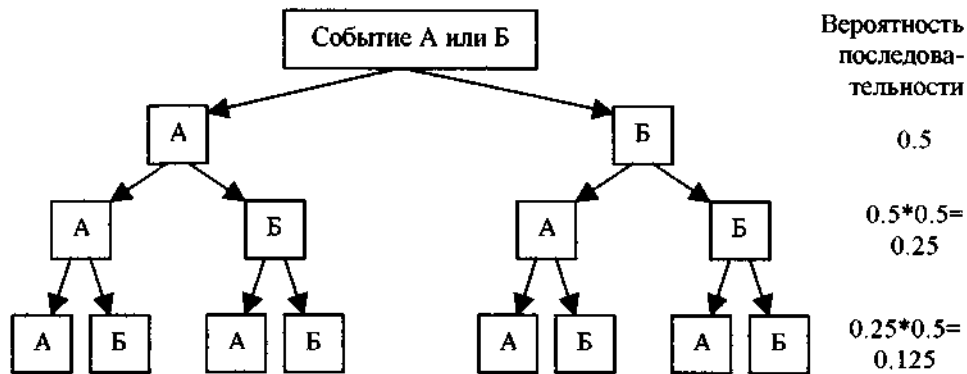 Событие А или Б
Вероятность
последова-
тельности
А
Б
0.5
А
Б
А
Б
0.5*0.5=
0.25
А
Б
А
Б
А
Б
А
Б
0.25*0.5=
0.125